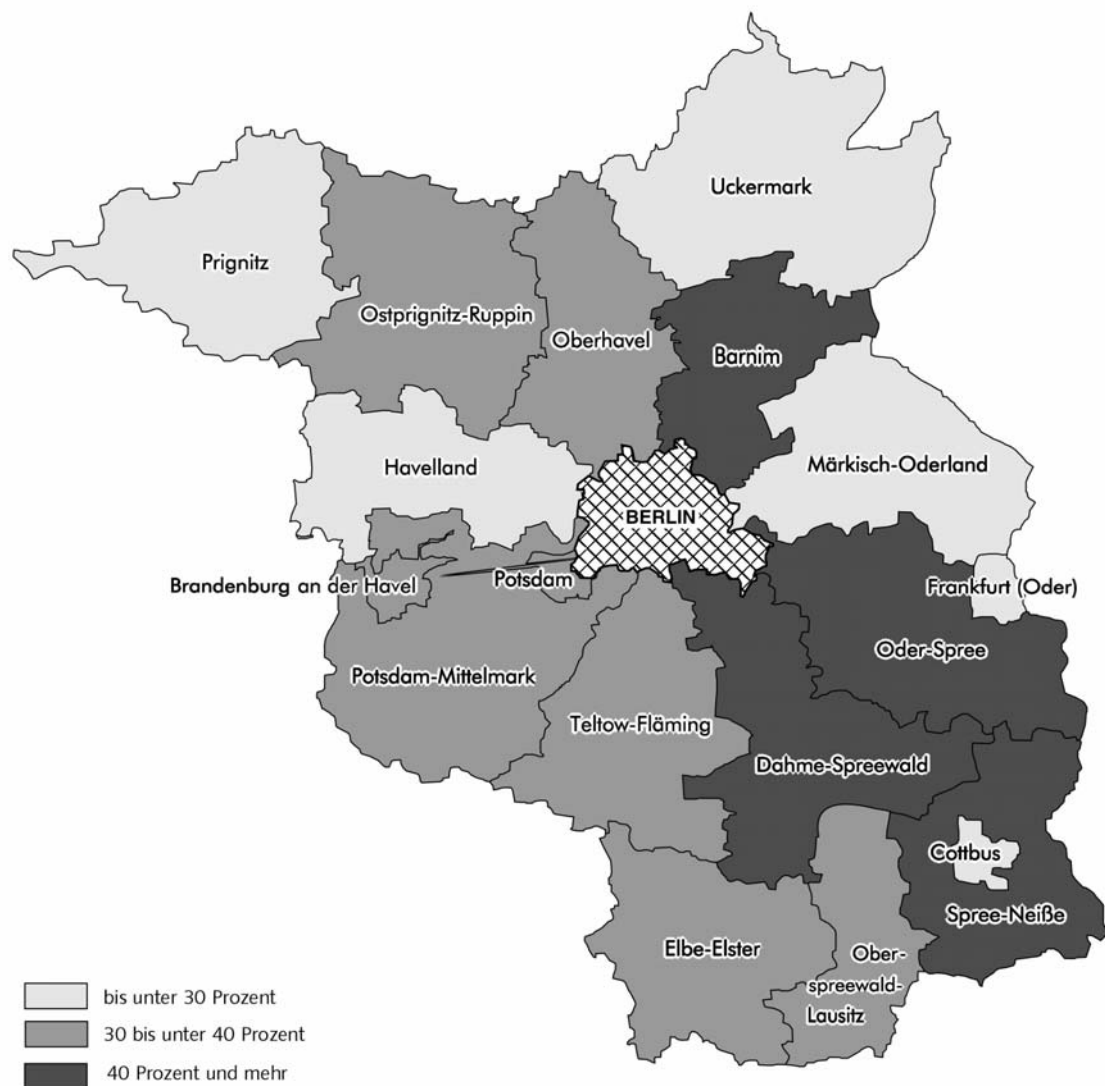 Uckermark
Prignitz
Ostprignitz-Ruppin
Oberhavel
Barnim
Havelland
Märkisch-Oderland
BERLIN
Brandenburg an der Havel
Potsdam
Frankfurt (Oder)
Oder-Spree
Potsdam-Mittelmark
Teltow-Fläming
Dahme-Spreewald
Cottbus
Spree-Neiße
Elbe-Elster
Ober-
spreewald-
Lausitz
bis unter 30 Prozent
30 bis unter 40 Prozent
40 Prozent und mehr